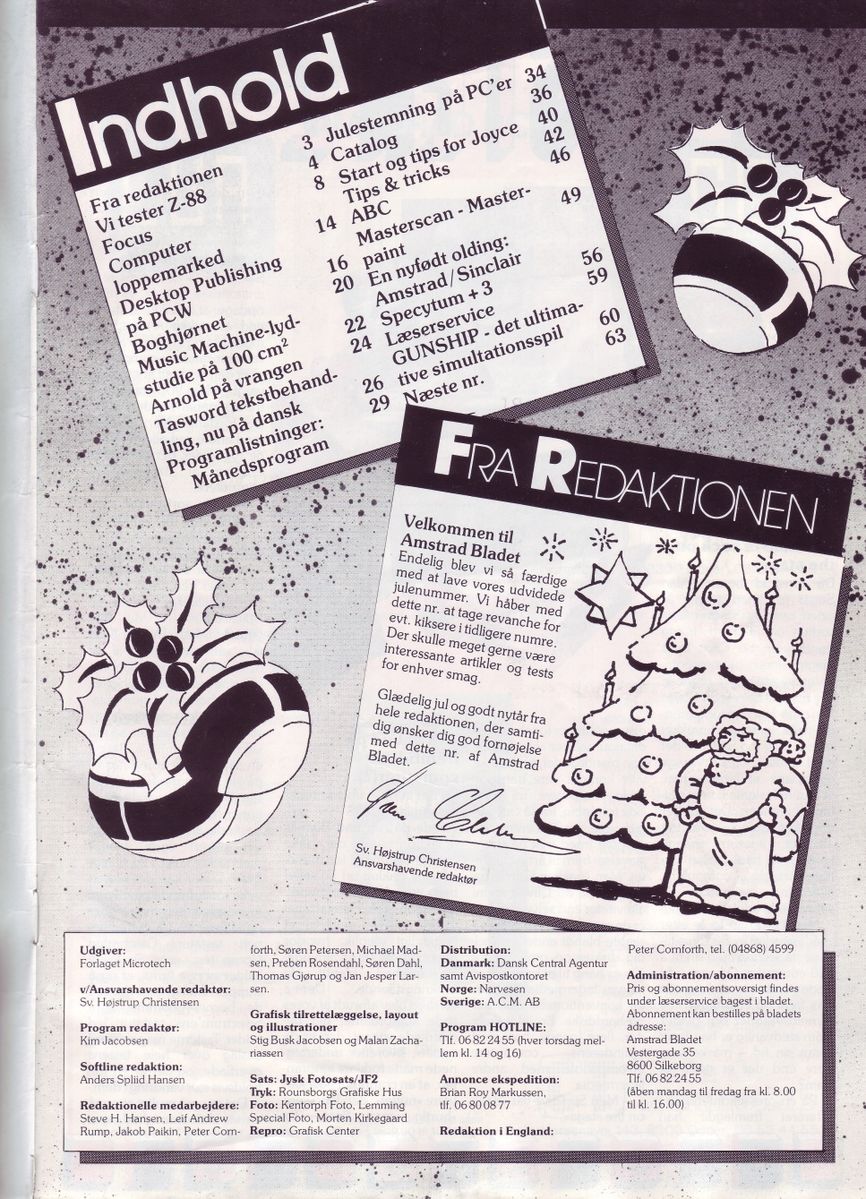 Indhold
Fra redaktionen 3
Vi tester Z-88 4
Focus 8
Computer
loppemarked 14
Desktop Publishing
på PCW 16
Boghjørnet 20
Music Machine-lyd-
studie på 100 cm² 22
Arnold på vrangen 24
Tasword tekstbehand-
ling, nu på dansk 26
Programlistninger: 29
Månedsprogram
Julestemning på PC'er 34
Catalog 36
Start og tips for Joyce 40
Tips & tricks 42
ABC 46
Masterscan - Master-
paint 49
En nyfødt olding:
Amstrad/Sinclair
Specytum + 3 56
Læserservice 59
GUNSHIP - det ultima-
tive simultationsspil 60
Næste nr. 63
FRA REDAKTIONEN
Velkommen til
Amstrad Bladet
Endelig blev vi så færdige
med at lave vores udvidede
julenummer. Vi håber med
dette nr. at tage revanche for
evt. kiksere i tidligere numre.
Der skulle meget gerne være
interessante artikler og tests
for enhver smag.
Glædelig jul og godt nytår fra
hele redaktionen, der samti-
dig ønsker dig god fornøjelse
med dette nr. af Amstrad
Bladet.
Sv. Højstrup Christensen
Ansvarshavende redaktør
Udgiver:
Forlaget Microtech
v/Ansvarshavende redaktør:
Sv. Højstrup Christensen
Program redaktør:
Kim Jacobsen
Softline redaktion:
Anders Spliid Hansen
Redaktionelle medarbejdere:
Steve H. Hansen, Leif Andrew
Rump, Jakob Paikin, Peter Corn-
forth, Søren Petersen, Michael Mad-
sen, Preben Rosendahl, Søren Dahl,
Thomas Gjørup og Jan Jesper Lar-
sen.
Grafisk tilrettelæggelse, layout
og illustrationer
Stig Busk Jacobsen og Malan Zacha-
riassen
Sats: Jysk Fotosats/JF2
Tryk: Rounsborgs Grafiske Hus
Foto: Kentorph Foto, Lemming
Special Foto, Morten Kirkegaard
Repro: Grafisk Center
Distribution:
Danmark: Dansk Central Agentur
samt Avispostkontoret
Norge: Narvesen
Sverige: A.C.M. AB
Program HOTLINE:
Tlf. 06 82 24 55 (hver torsdag mel-
lem kl. 14 og 16)
Annonce ekspedition:
Brian Roy Markussen,
tlf. 06 80 08 77
Redaktion i England:
Peter Cornforth, tel. (04868) 4599
Administration/abonnement:
Pris og abonnementsoversigt findes
under læserservice bagest i bladet.
Abonnement kan bestilles på bladets
adresse:
Amstrad Bladet
Vestergade 35
8600 Silkeborg
Tlf. 06 82 24 55
(åben mandag til fredag fra kl. 8.00
til kl. 16.00)